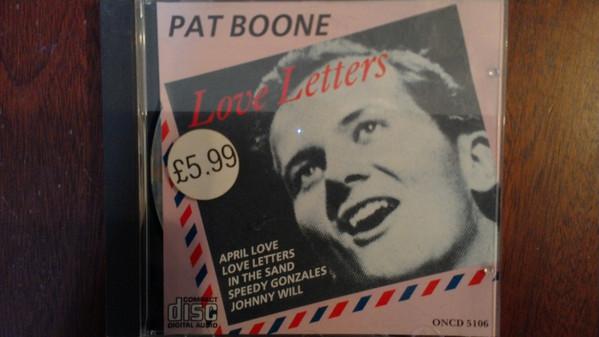 PAT BOONE
Love Letters
£5.99
APRIL LOVE
LOVE LETTERS
IN THE SAND
SPEEDY GONZALES
JOHNNY WILL
COMPACT
disc
DIGITAL AUDIO
ONCD 5106